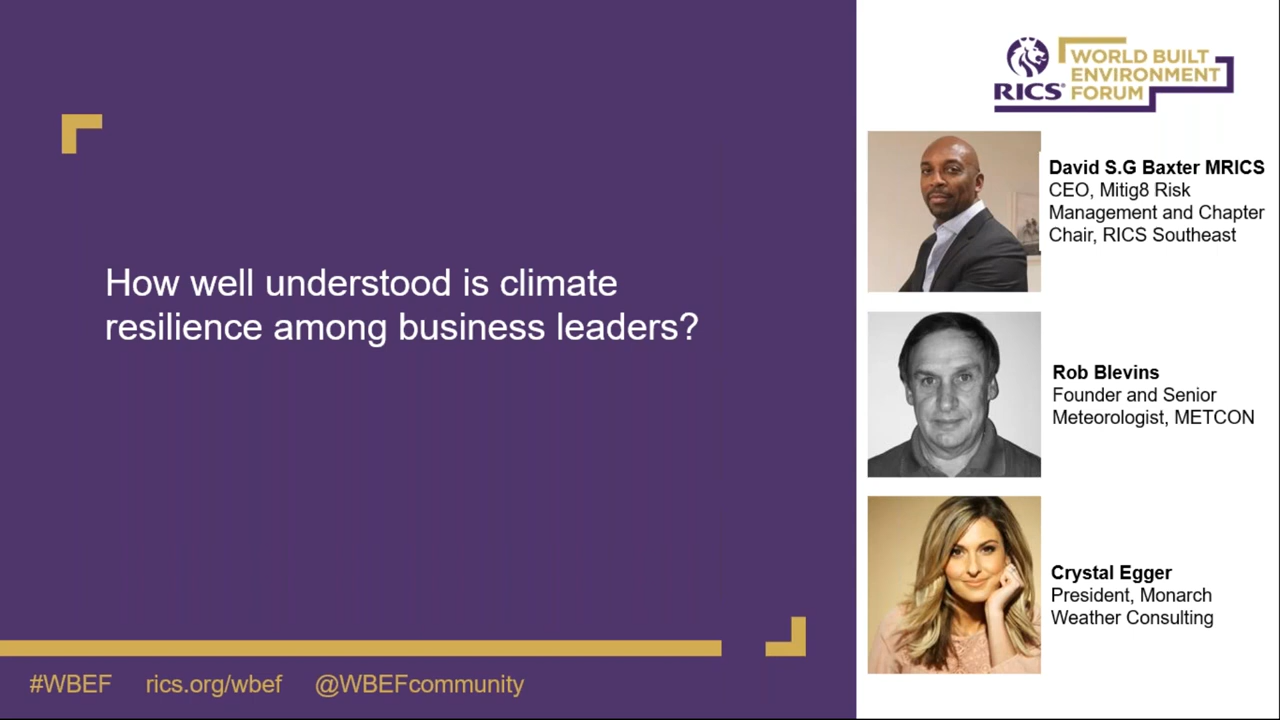 How well understood is climate
resilience among business leaders?
#WBEF rics.org/wbef @WBEFcommunity
RICS
WORLD BUILT
ENVIRONMENT
FORUM
David S.G Baxter MRICS
CEO, Mitig8 Risk
Management and Chapter
Chair, RICS Southeast
Rob Blevins
Founder and Senior
Meteorologist, METCON
Crystal Egger
President, Monarch
Weather Consulting